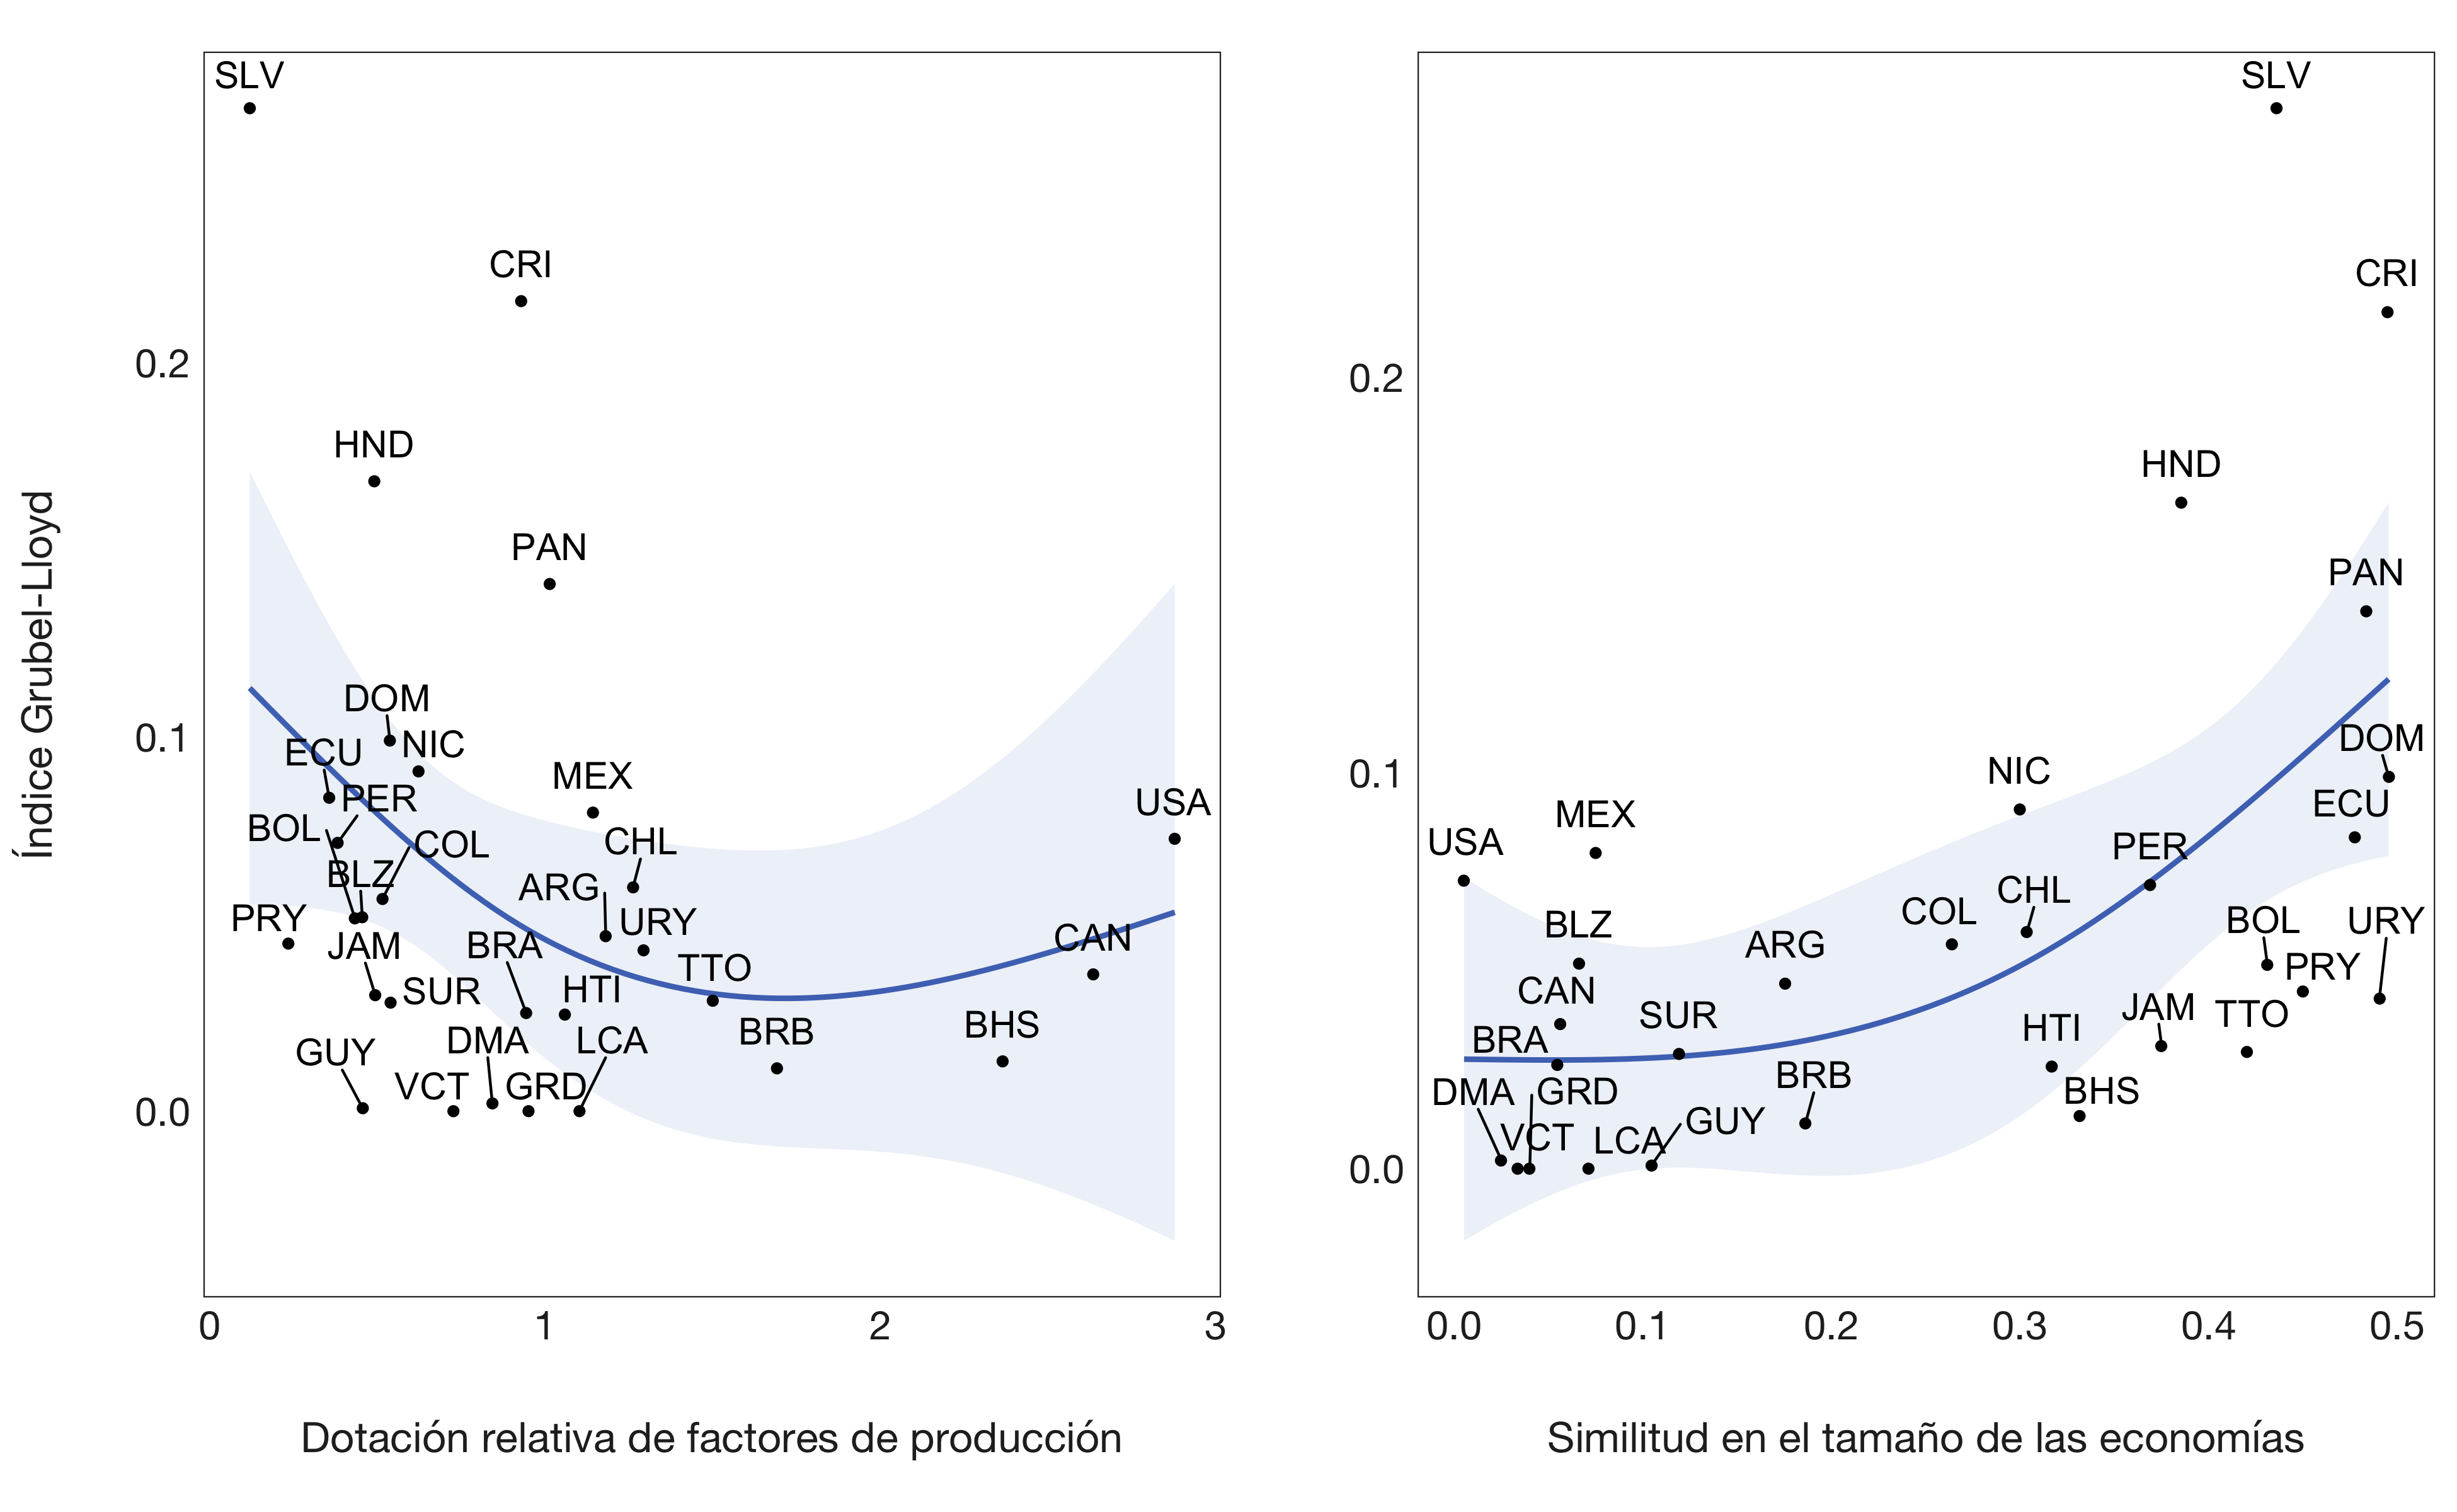 Índice Grubel-Lloyd
0.2
0.1
0.0
SLV
CRI
HND
PAN
DOM
NIC
ECU
PER
MEX
USA
BOL
COL
CHL
BLZ
ARG
PRY
URY
JAM
BRA
CAN
TTO
SUR
HTI
BRB
BHS
GUY
DMA
LCA
VCT
GRD
0
1
2
3
Dotación relativa de factores de producción
0.2
0.1
0.0
SLV
CRI
HND
PAN
DOM
NIC
ECU
MEX
USA
PER
CHL
COL
BLZ
BOL
URY
ARG
PRY
CAN
JAM
TTO
SUR
HTI
BRA
BRB
DMA
GRD
BHS
GUY
VCT
LCA
0.0
0.1
0.2
0.3
0.4
0.5
Similitud en el tamaño de las economías